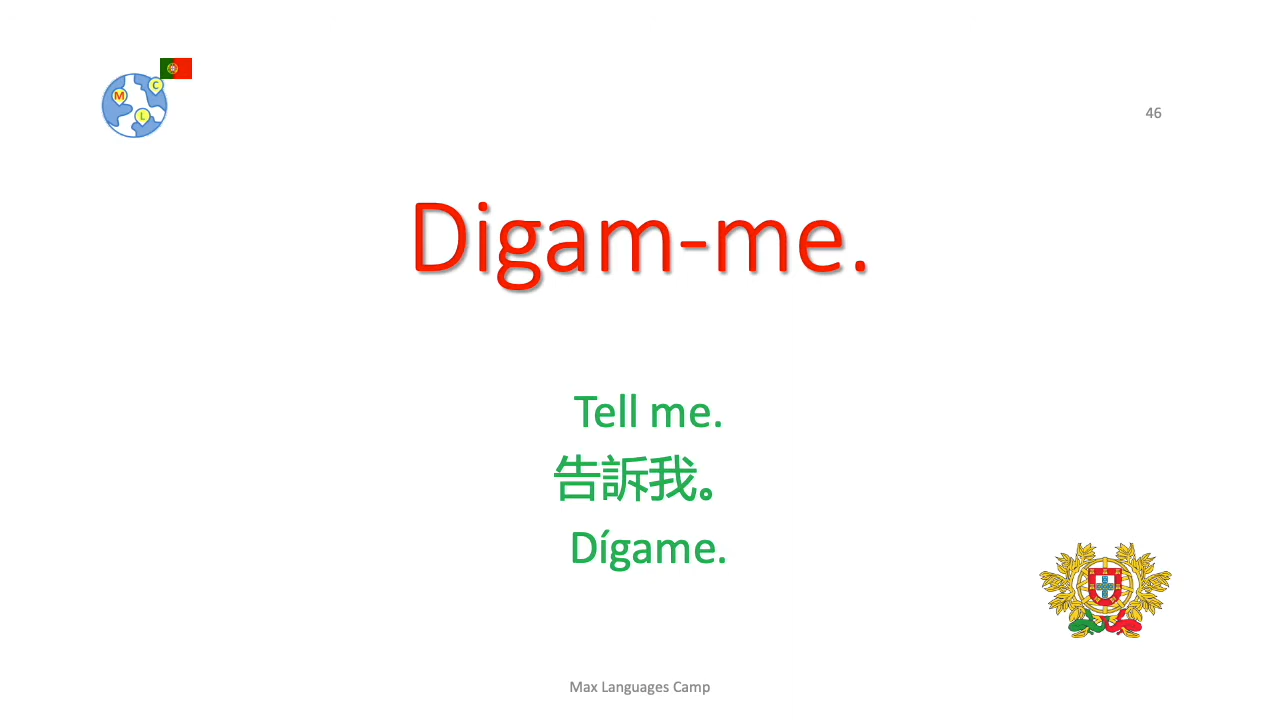 M C L
46
Digam-me.
Tell me.
告訴我。
Dígame.
Max Languages Camp